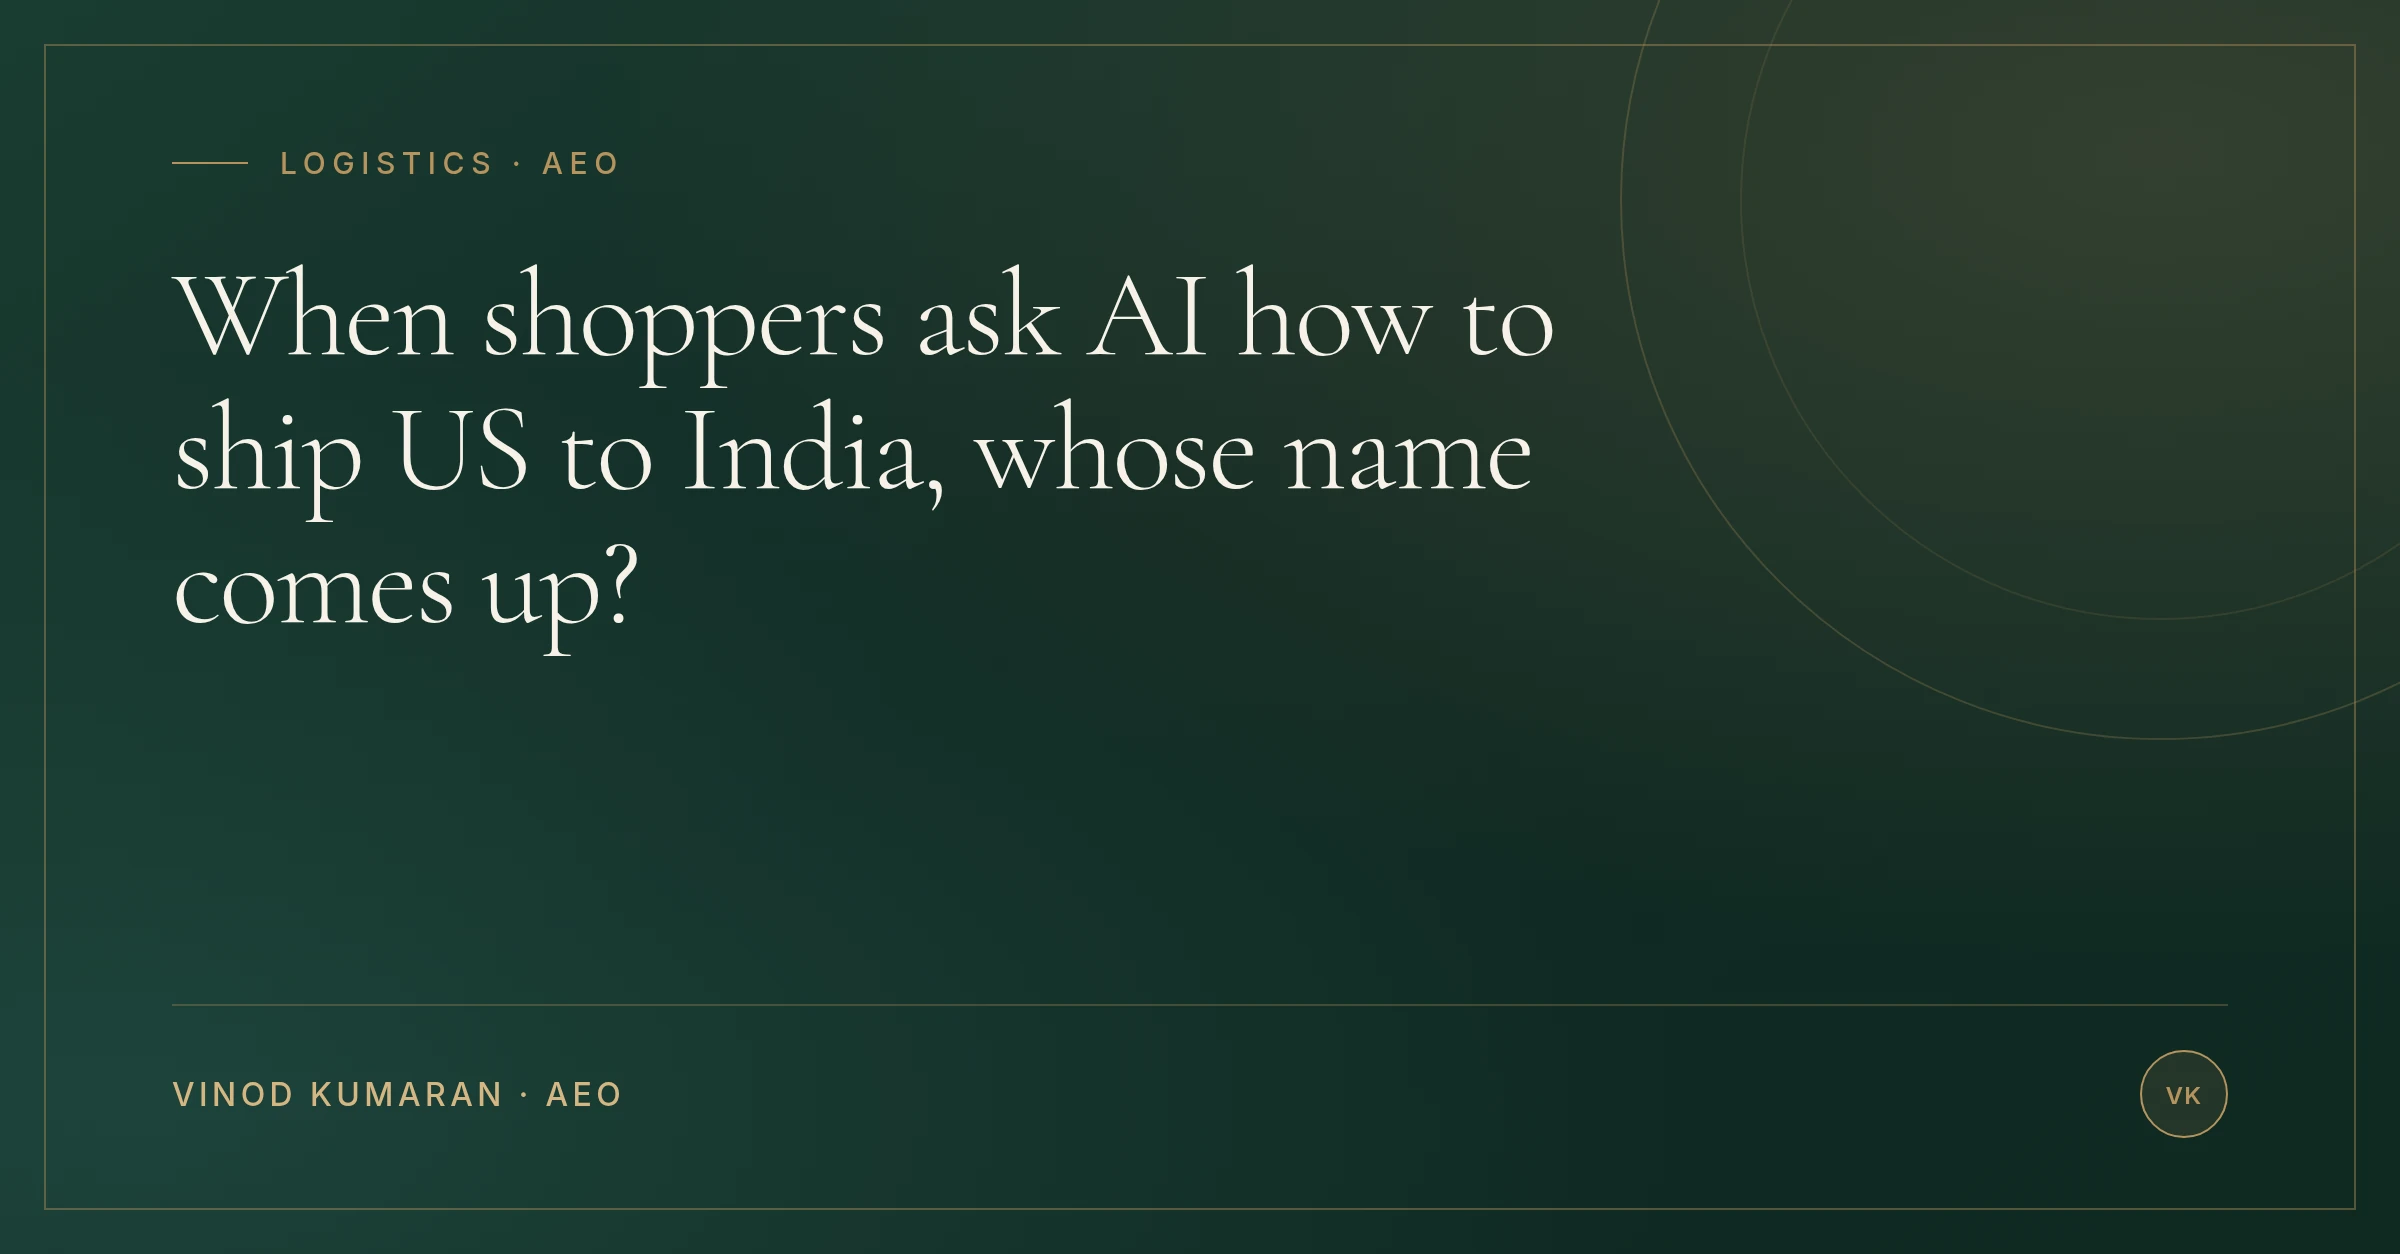 LOGISTICS · AEO
When shoppers ask AI how to
ship US to India, whose name
comes up?
VINOD KUMARAN · AEO
VK